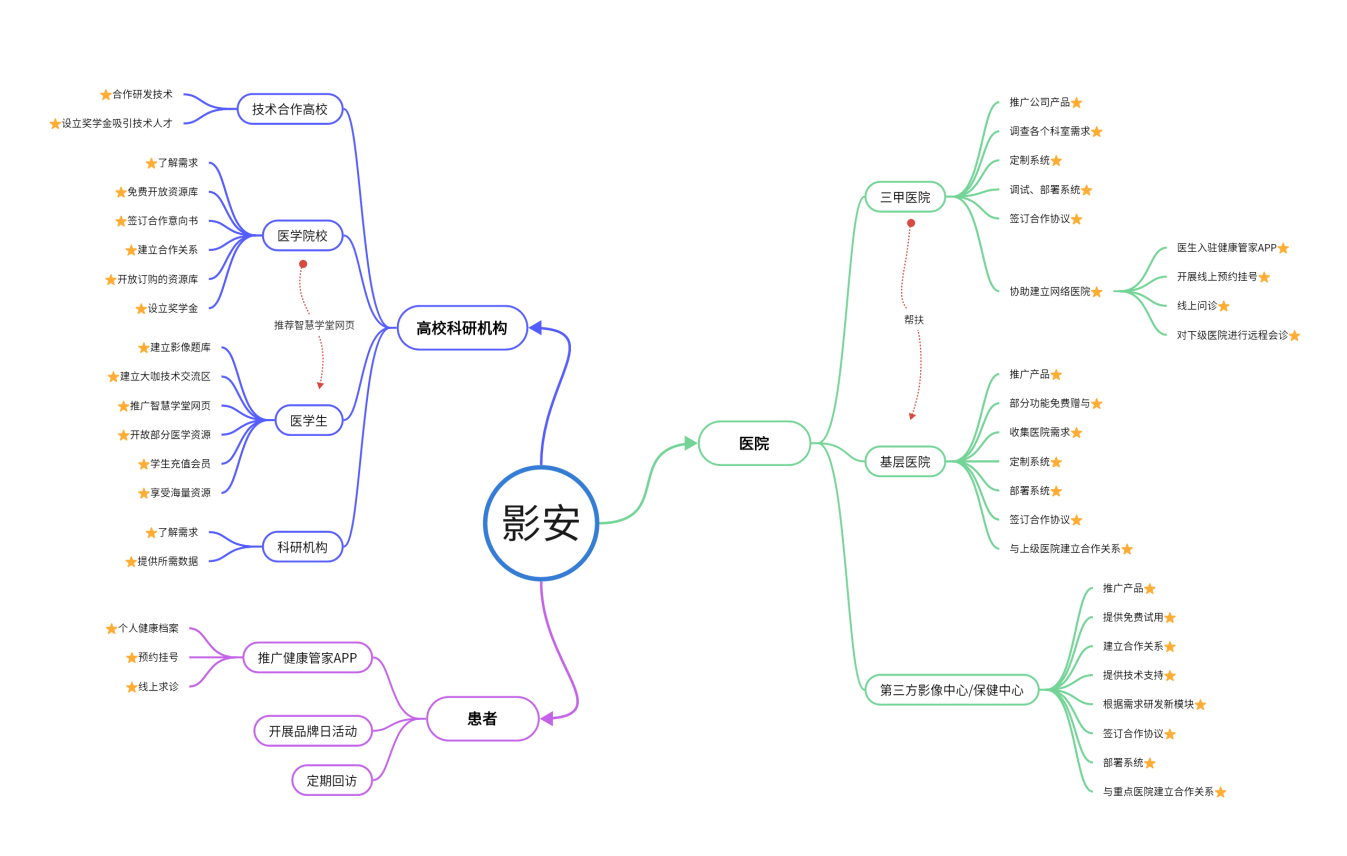 影安
高校科研机构
技术合作高校
合作研发技术
设立奖学金吸引技术人才
医学院校
了解需求
免费开放资源库
签订合作意向书
建立合作关系
开放订购的资源库
设立奖学金
推荐智慧学堂网页
医学生
建立影像题库
建立大咖技术交流区
推广智慧学堂网页
开故部分医学资源
学生充值会员
享受海量资源
科研机构
了解需求
提供所需数据
患者
推广健康管家APP
个人健康档案
预约挂号
线上求诊
开展品牌日活动
定期回访
医院
三甲医院
推广公司产品
调查各个科室需求
定制系统
调试、部署系统
签订合作协议
协助建立网络医院
医生入驻健康管家APP
开展线上预约挂号
线上问诊
对下级医院进行远程会诊
帮扶
基层医院
推广产品
部分功能免费赠与
收集医院需求
定制系统
部署系统
签订合作协议
与上级医院建立合作关系
第三方影像中心/保健中心
推广产品
提供免费试用
建立合作关系
提供技术支持
根据需求研发新模块
签订合作协议
部署系统
与重点医院建立合作关系